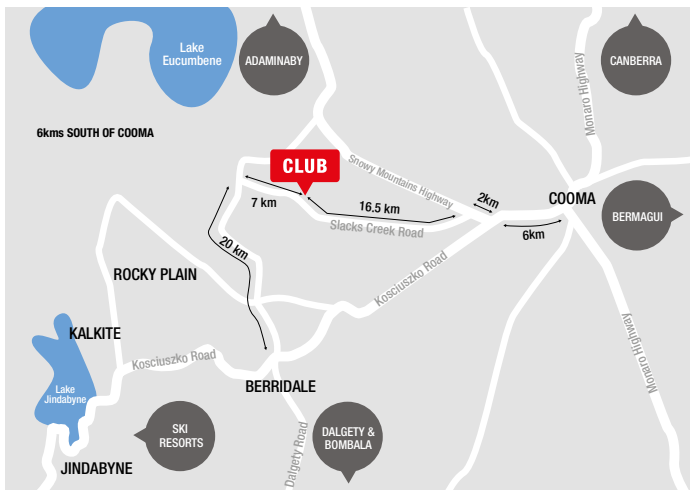 Lake
Eucumbene
ADAMINABY
CANBERRA
Monaro Highway
6kms SOUTH OF COOMA
CLUB
Snowy Mountains Highway
2km
COOMA
7 km
16.5 km
BERMAGUI
Slacks Creek Road
6km
20 km
ROCKY PLAIN
Kosciuszko Road
KALKITE
Monaro Highway
Kosciuszko Road
BERRIDALE
Lake
Jindabyne
SKI
RESORTS
Dalgety Road
DALGETY &
BOMBALA
JINDABYNE